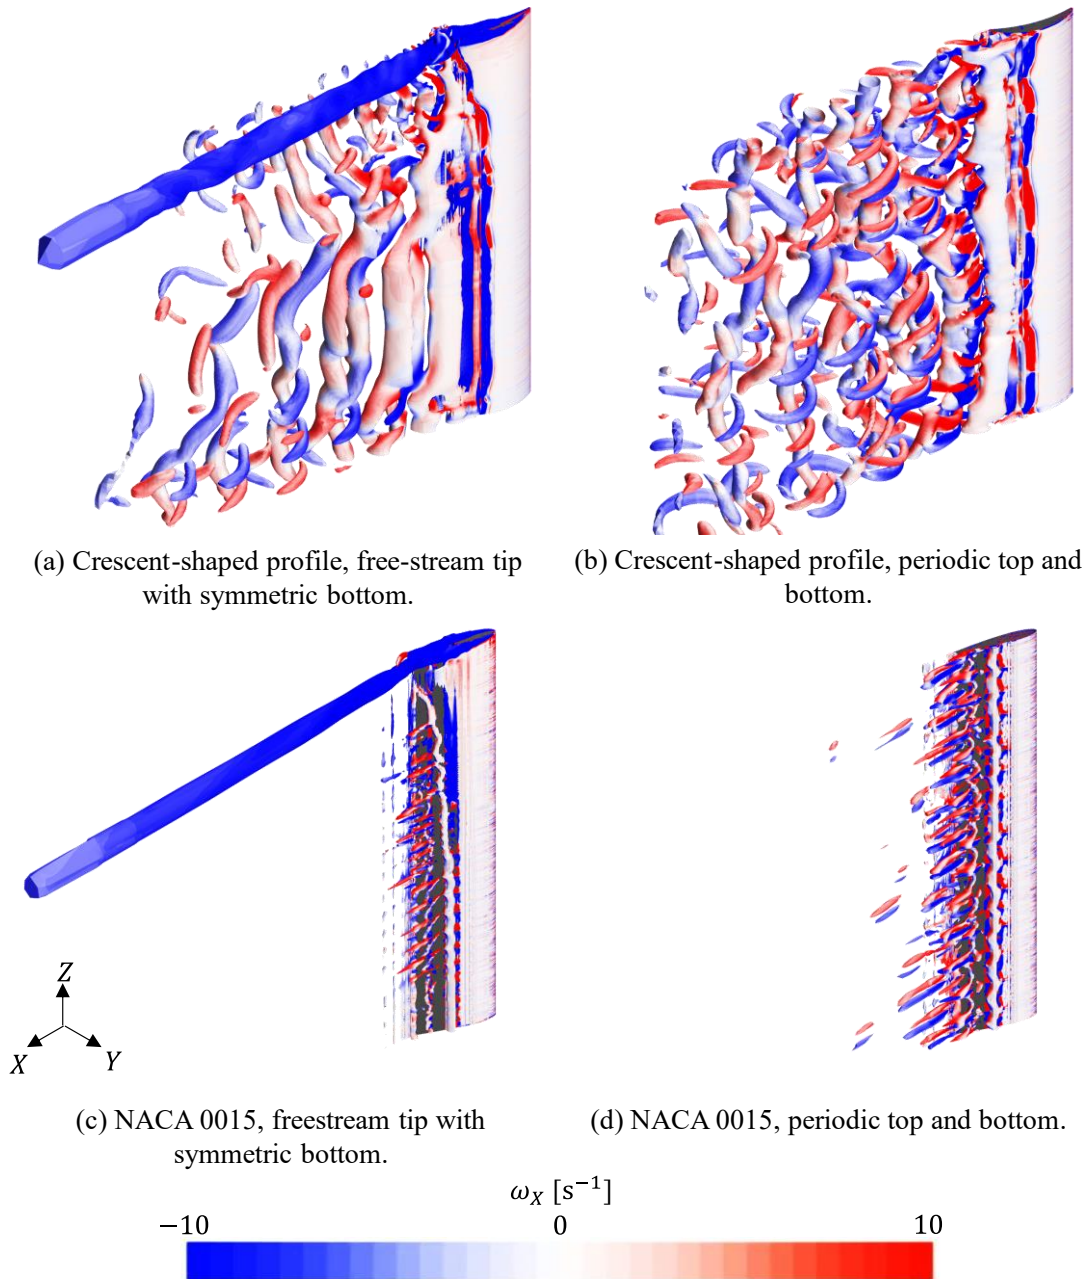 (a) Crescent-shaped profile, free-stream tip
with symmetric bottom.
(b) Crescent-shaped profile, periodic top and
bottom.
Z
X
Y
(c) NACA 0015, freestream tip with
symmetric bottom.
(d) NACA 0015, periodic top and bottom.
ω_X [s⁻¹]
−10
0
10